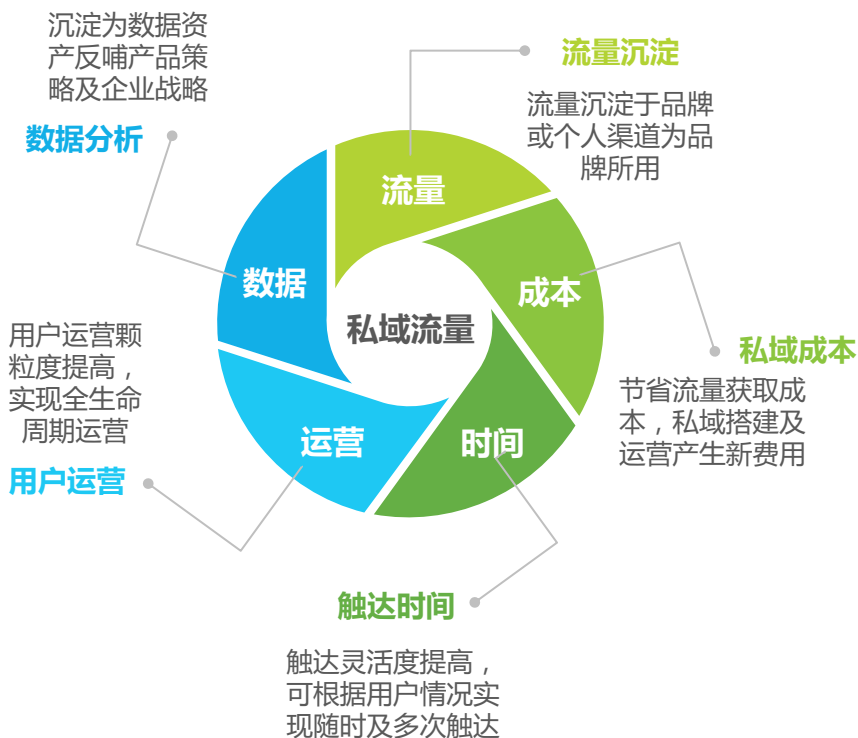 沉淀为数据资
产反哺产品策
略及企业战略
数据分析
流量沉淀
流量沉淀于品牌
或个人渠道为品
牌所用
流量
数据
成本
私域流量
私域成本
节省流量获取成
本，私域搭建及
运营产生新费用
用户运营颗
粒度提高，
实现全生命
周期运营
用户运营
运营
时间
触达时间
触达灵活度提高，
可根据用户情况实
现随时及多次触达